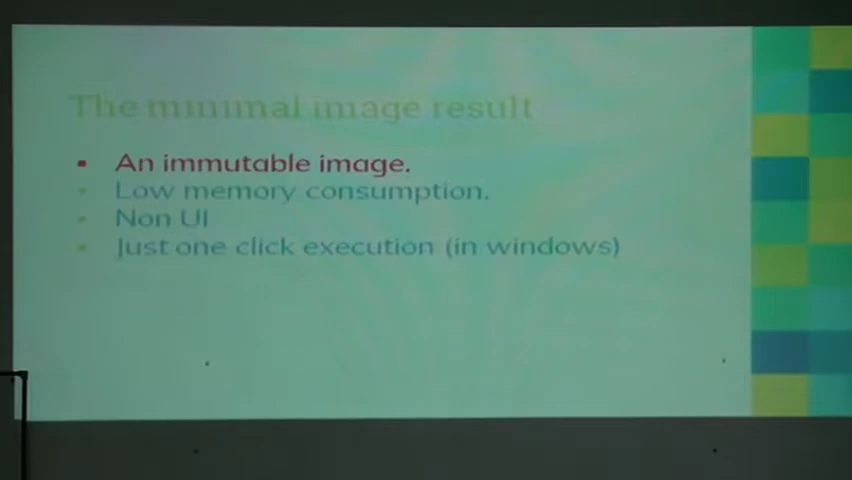 The minimal image result
▪ An immutable image.
• Low memory consumption.
• Non UI
• Just one click execution (in windows)